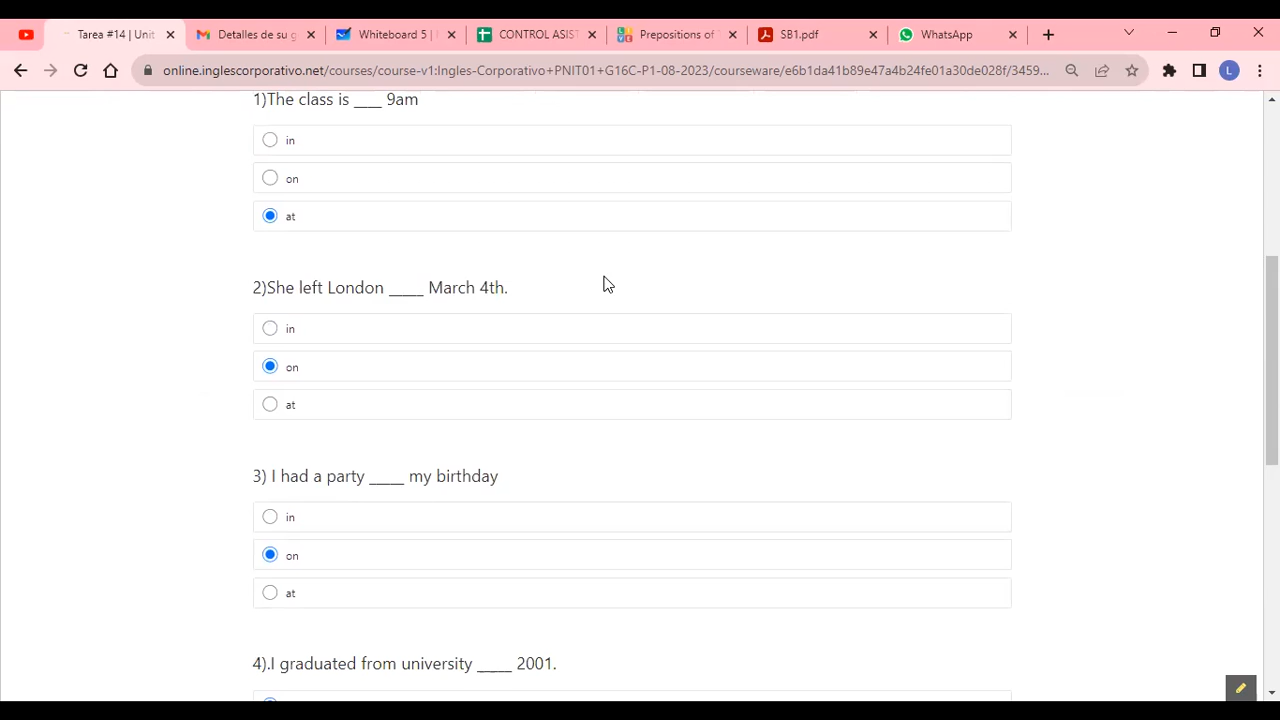 Tarea #14 | Unit
Detalles de su g
Whiteboard 5 |
CONTROL ASIST
Prepositions of
SB1.pdf
WhatsApp
online.inglescorporativo.net/courses/course-v1:Ingles-Corporativo+PNIT01+G16C-P1-08-2023/courseware/e6b1da41b89e47a4b24fe01a30de028f/3459...
L
1)The class is ____ 9am
in
on
at
2)She left London _____ March 4th.
in
on
at
3) I had a party _____ my birthday
in
on
at
4).I graduated from university _____ 2001.